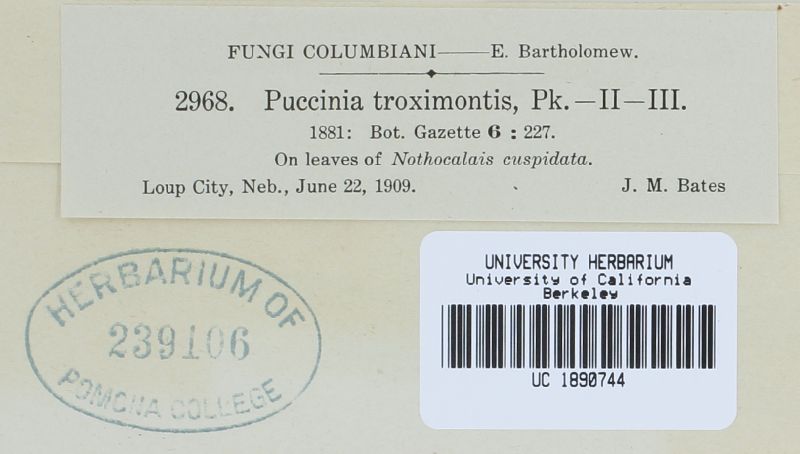 FUNGI COLUMBIANI——E. Bartholomew.
2968. Puccinia troximontis, Pk.—II—III.
1881: Bot. Gazette 6 : 227.
On leaves of Nothocalais cuspidata.
Loup City, Neb., June 22, 1909. J. M. Bates
HERBARIUM OF
239106
POMONA COLLEGE
UNIVERSITY HERBARIUM
University of California
Berkeley
UC 1890744